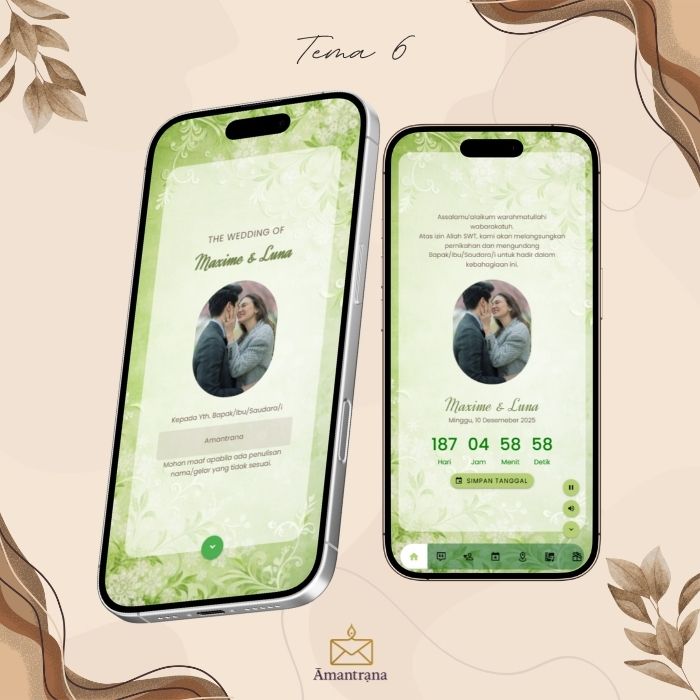 Tema 6
THE WEDDING OF
Maxime & Luna
Kepada Yth. Bapak/Ibu/Saudara/i
Amantrana
Mohon maaf apabila ada penulisan
nama/gelar yang tidak sesuai.
Assalamu'alaikum warahmatullahi
wabarakatuh.
Atas izin Allah SWT, kami akan melangsungkan
pernikahan dan mengundang
Bapak/Ibu/Saudara/i untuk hadir dalam
kebahagiaan ini.
Maxime & Luna
Minggu, 10 Desemeber 2025
187 04 58 58
Hari Jam Menit Detik
SIMPAN TANGGAL
Āmantraṇa